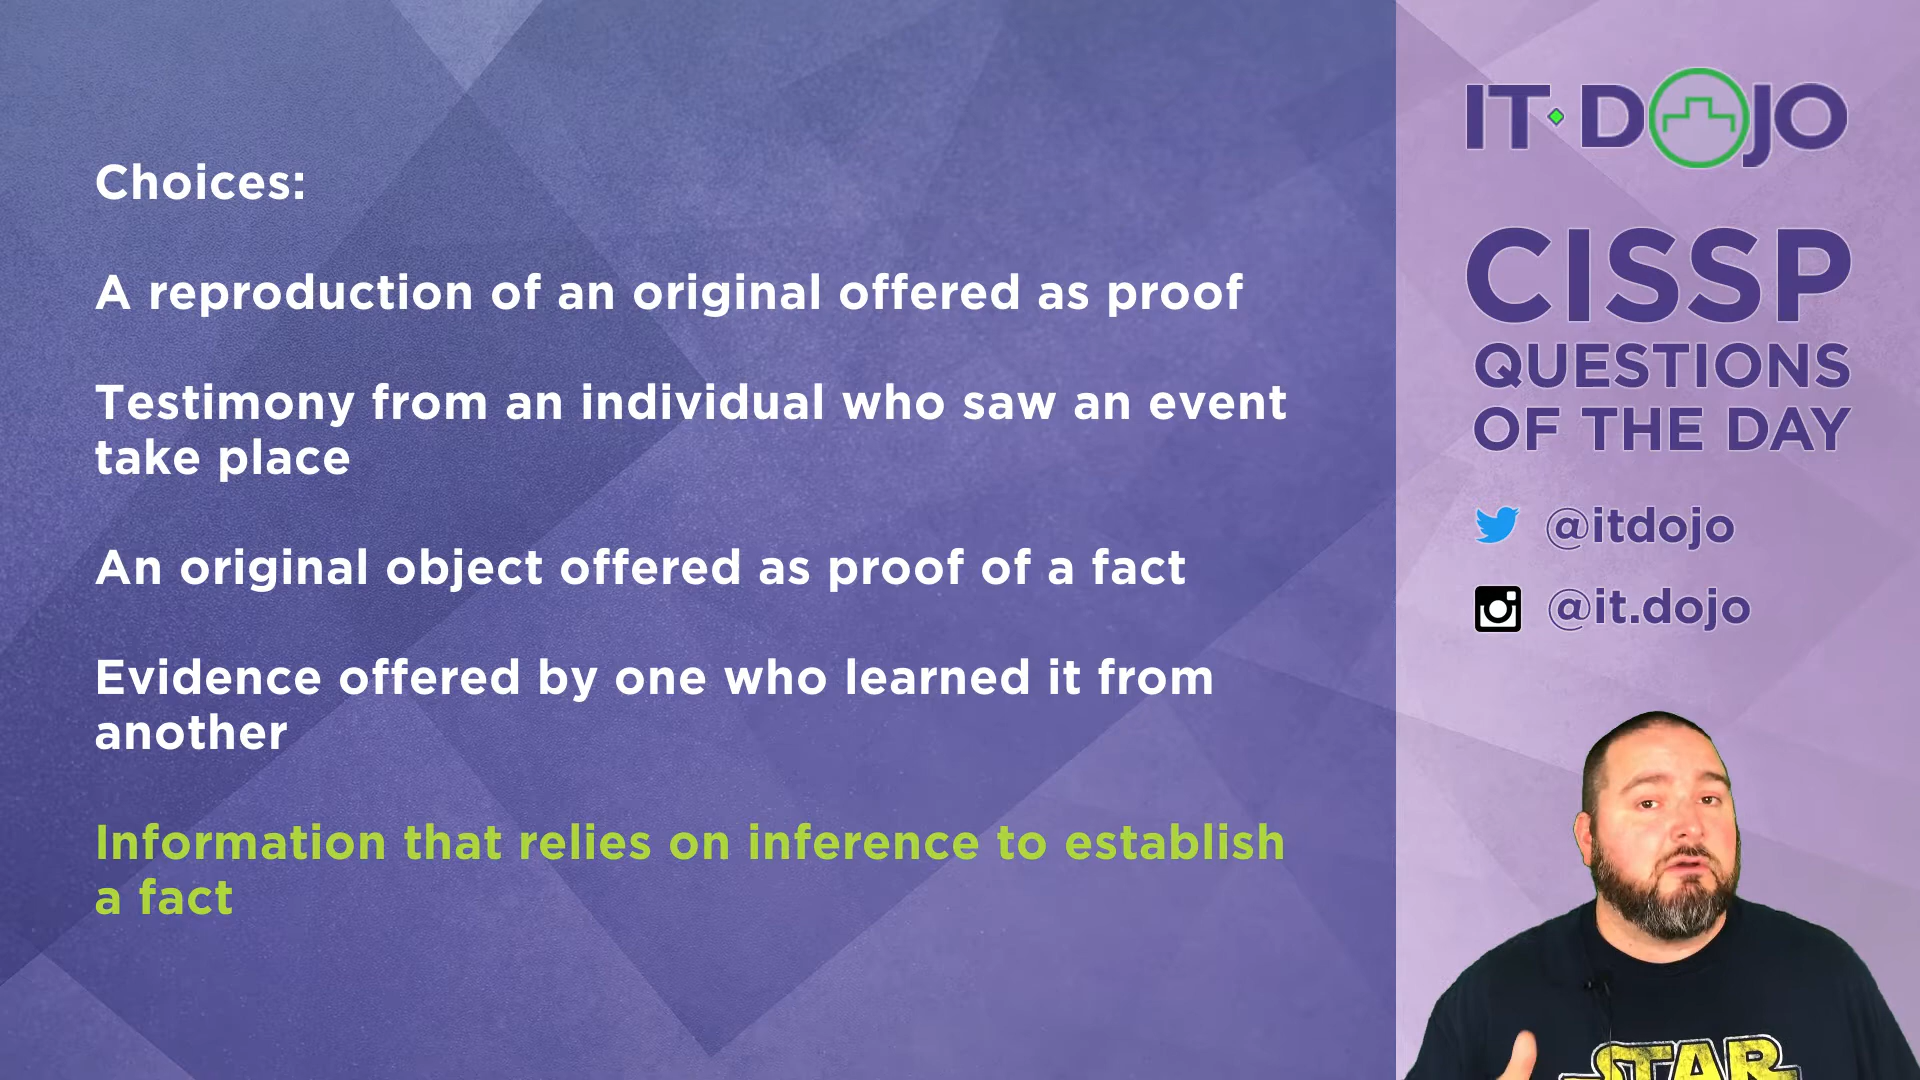 Choices:
A reproduction of an original offered as proof
Testimony from an individual who saw an event
take place
An original object offered as proof of a fact
Evidence offered by one who learned it from
another
Information that relies on inference to establish
a fact
IT DOJO
CISSP
QUESTIONS
OF THE DAY
@itdojo
@it.dojo
STAR